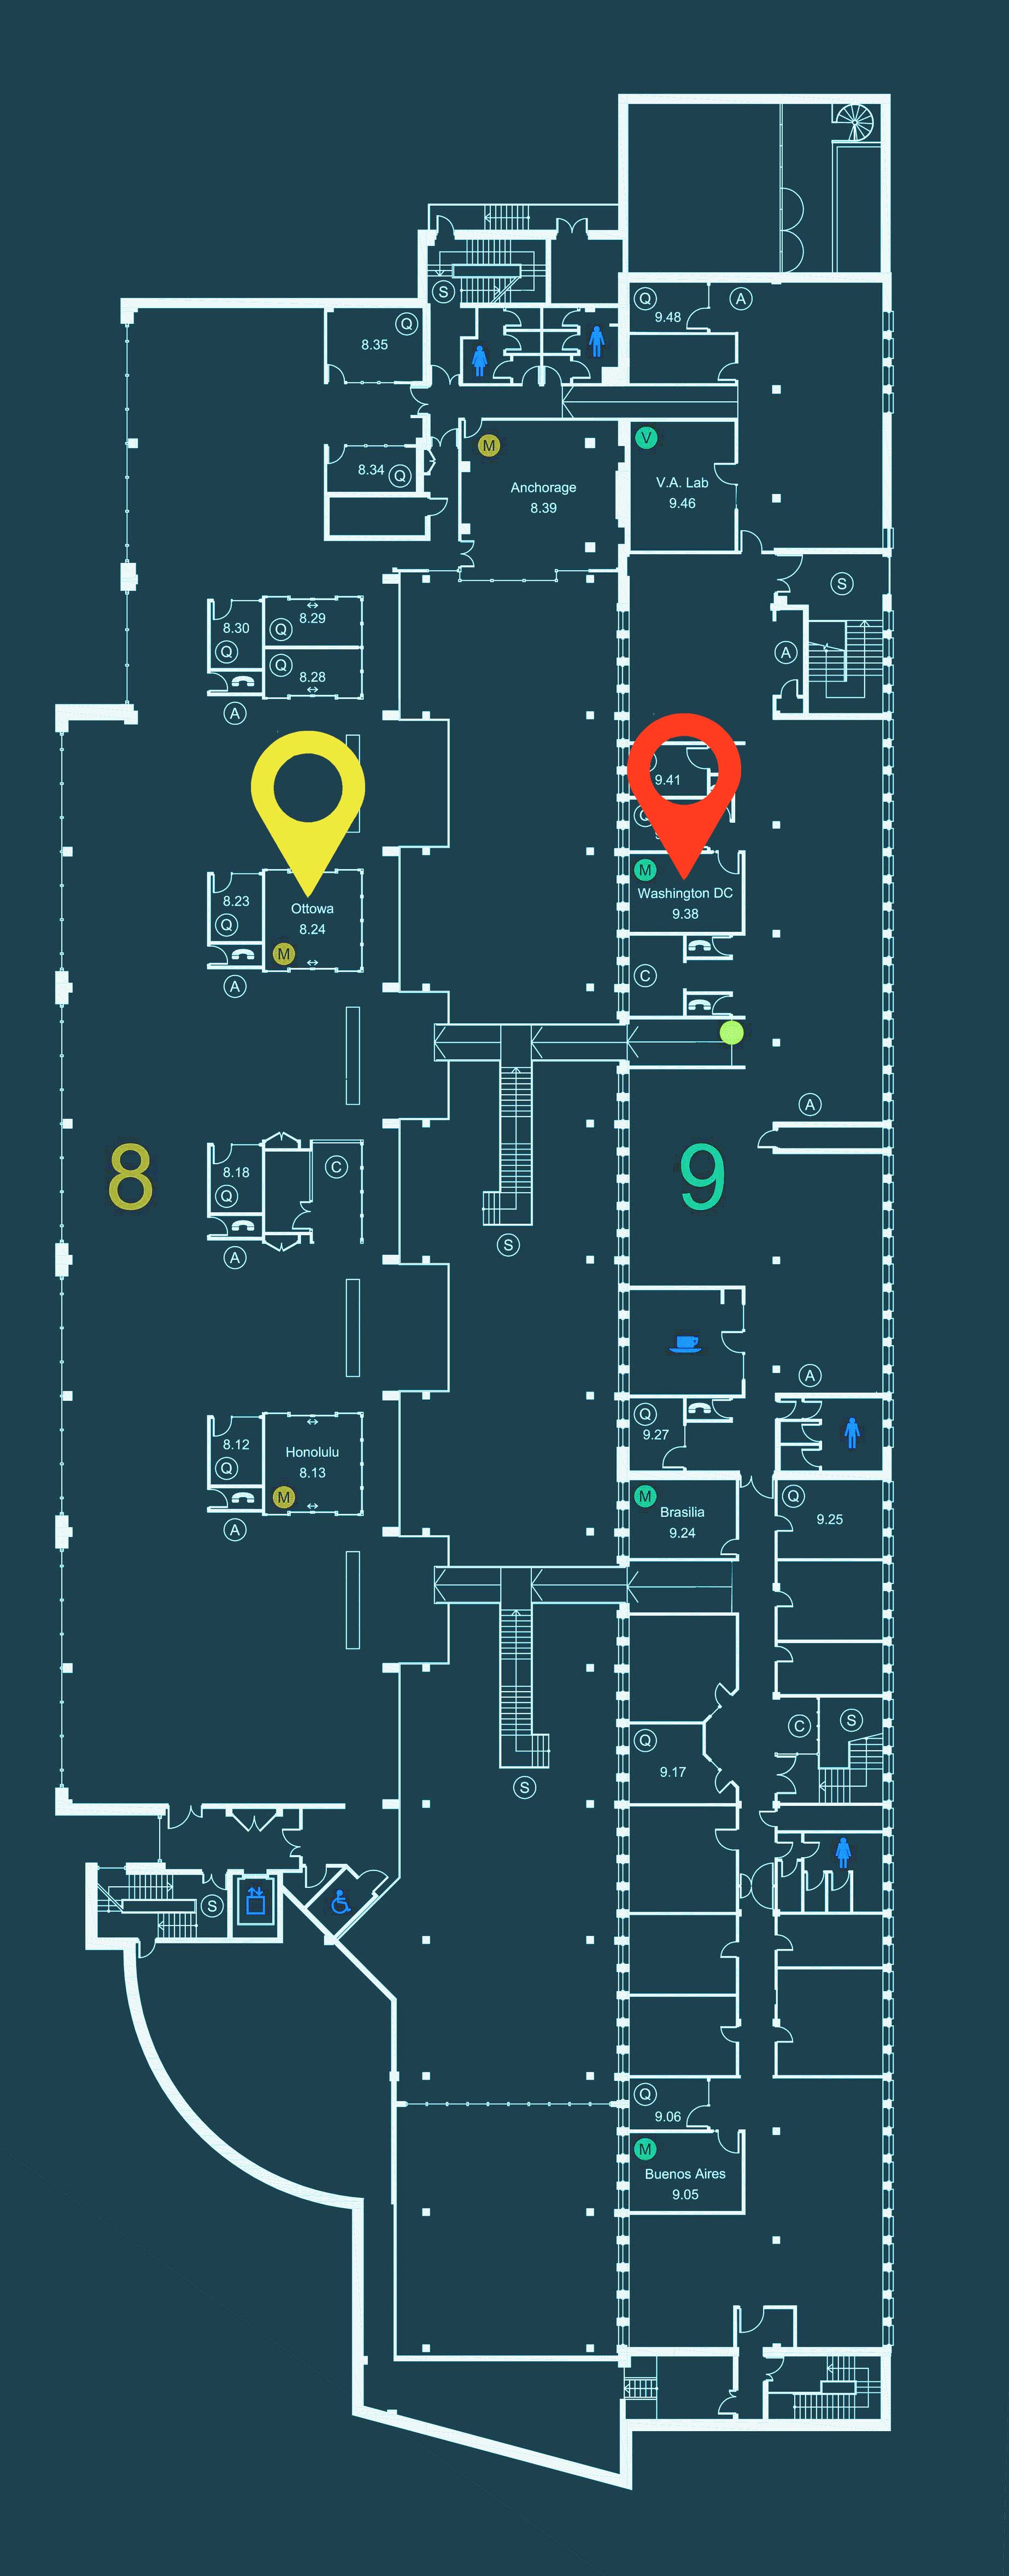 S
Q
9.48
A
Q
8.35
M
Anchorage
8.39
V
V.A. Lab
9.46
8.34
Q
S
8.30
Q
Q
8.29
Q
8.28
A
A
9.41
8.23
Q
Ottowa
8.24
M
A
M
Washington DC
9.38
C
A
8
8.18
Q
C
A
S
9
A
8.12
Q
Honolulu
8.13
M
A
Q
9.27
M
Brasilia
9.24
Q
9.25
Q
9.17
C
S
S
S
Q
9.06
M
Buenos Aires
9.05